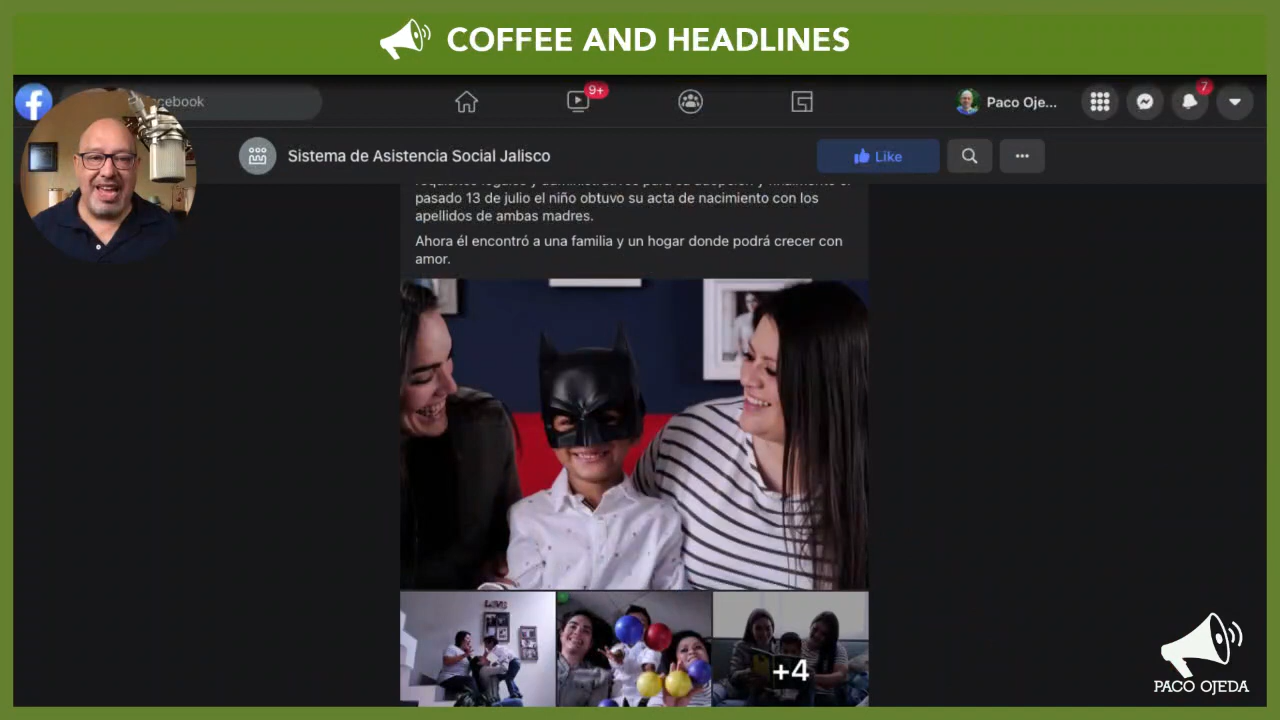 COFFEE AND HEADLINES
cebook
9+
Paco Oje...
7
Sistema de Asistencia Social Jalisco
Like
pasado 13 de julio el niño obtuvo su acta de nacimiento con los
apellidos de ambas madres.
Ahora él encontró a una familia y un hogar donde podrá crecer con
amor.
+4
PACO OJEDA